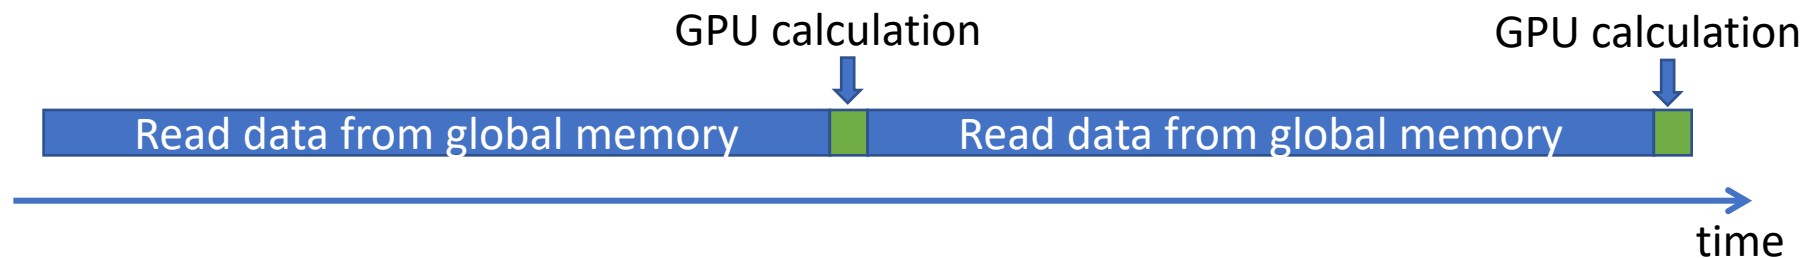 GPU calculation
GPU calculation
Read data from global memory
Read data from global memory
time